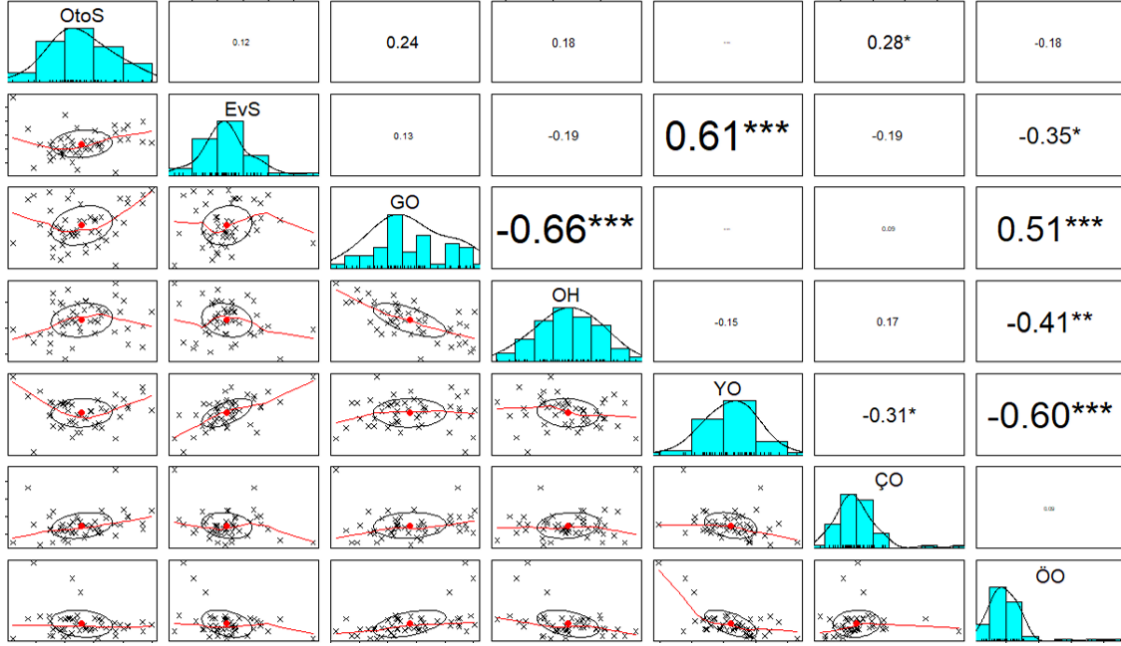 OtoS 0.12 0.24 0.18 0.28* -0.18
EvS 0.13 -0.19 0.61*** -0.19 -0.35*
GO -0.66*** 0.09 0.51***
OH -0.15 0.17 -0.41**
YO -0.31* -0.60***
ÇO
ÖO